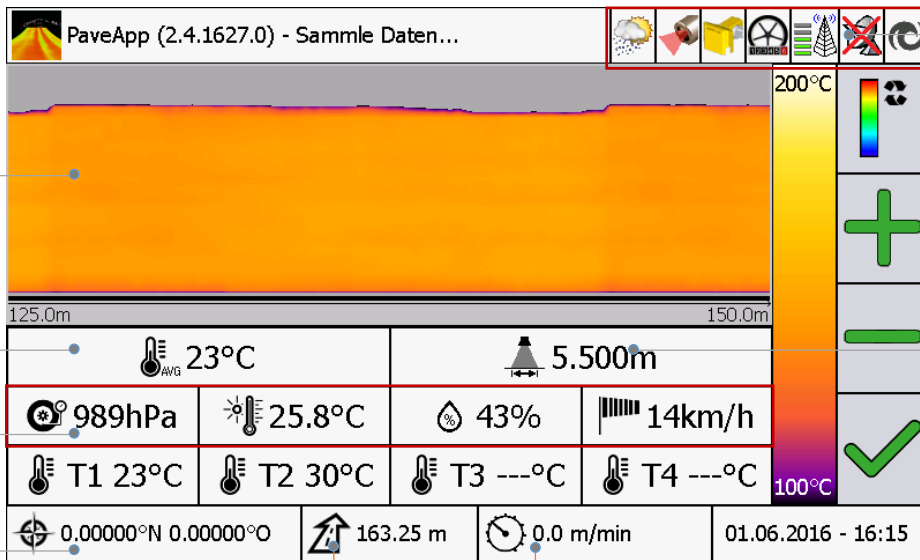 PaveApp (2.4.1627.0) - Sammle Daten...
200°C
125.0m 150.0m
AVG 23°C 5.500m
989hPa 25.8°C % 43% 14km/h
T1 23°C T2 30°C T3 ---°C T4 ---°C
100°C
0.00000°N 0.00000°O 163.25 m 0.0 m/min 01.06.2016 - 16:15